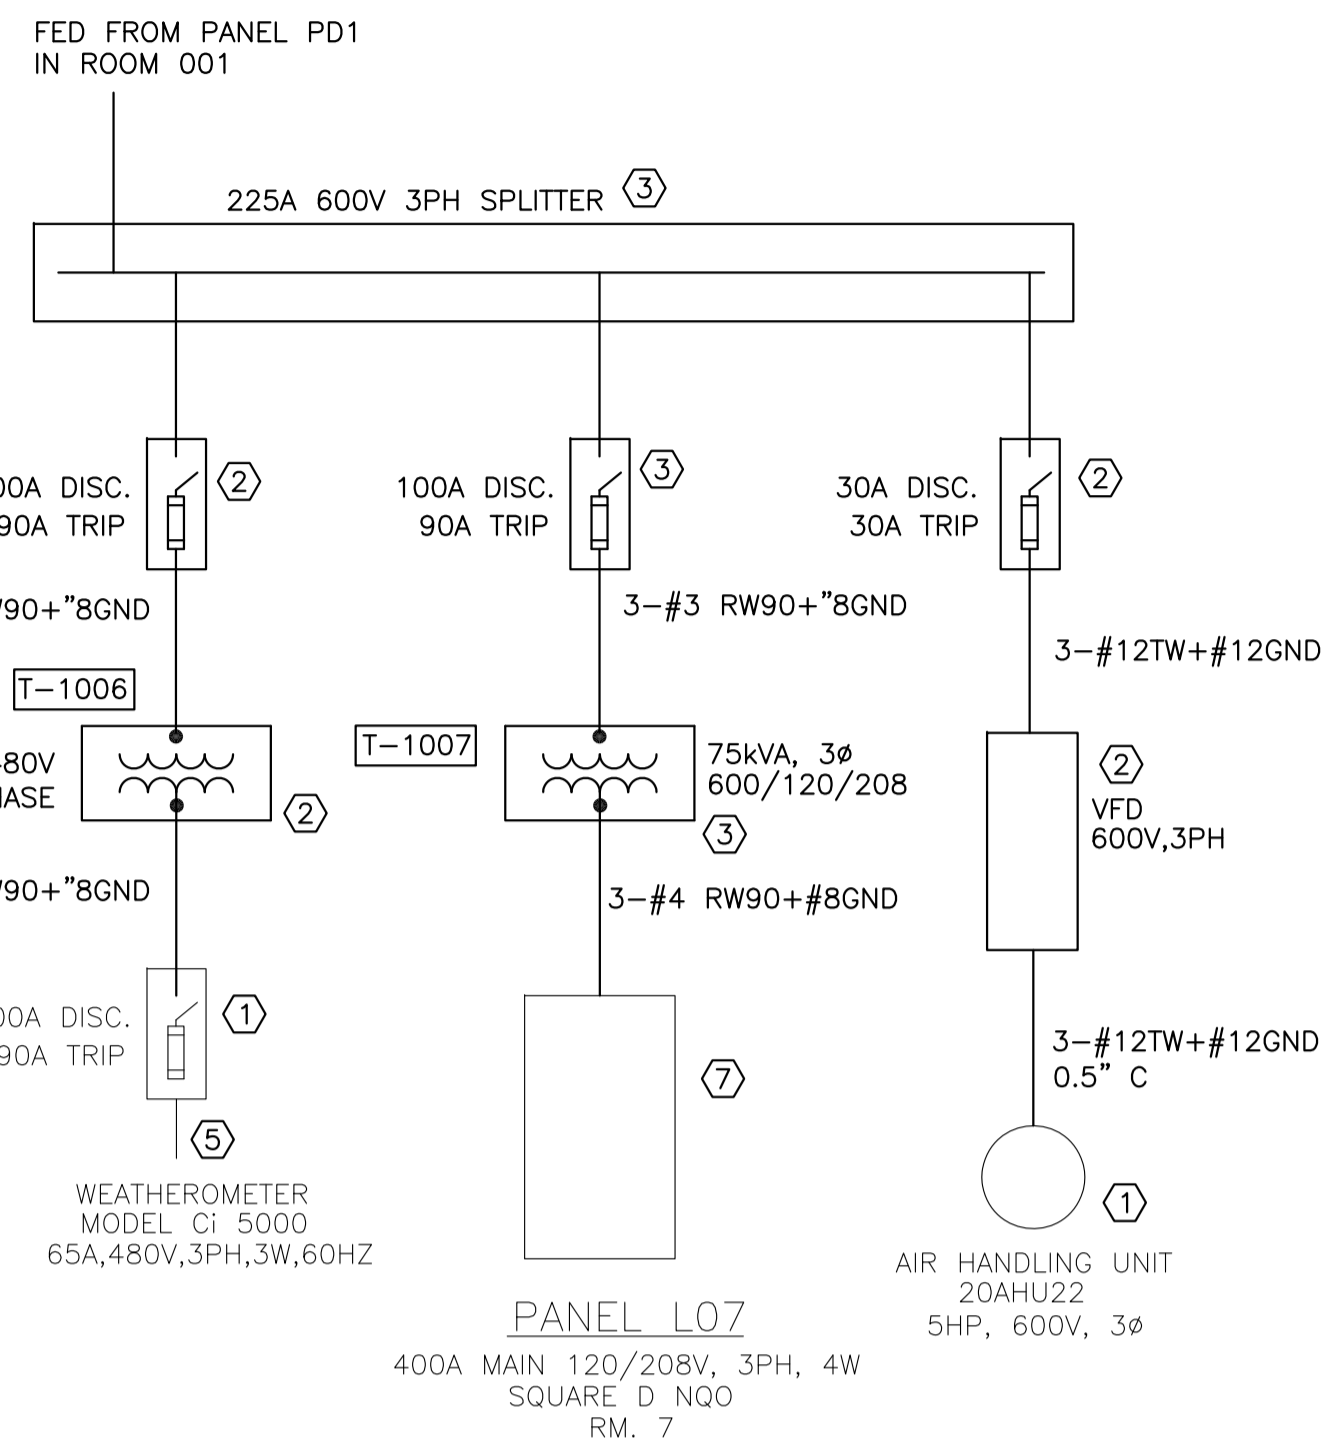 FED FROM PANEL PD1
IN ROOM 001
225A 600V 3PH SPLITTER 3
00A DISC.
90A TRIP
2
100A DISC.
90A TRIP
3
30A DISC.
30A TRIP
2
90+”8GND
3-#3 RW90+”8GND
3-#12TW+#12GND
T-1006
80V
ASE
2
T-1007
75kVA, 3ø
600/120/208
3
2
VFD
600V,3PH
90+”8GND
3-#4 RW90+#8GND
00A DISC.
90A TRIP
1
5
WEATHEROMETER
MODEL Ci 5000
65A,480V,3PH,3W,60HZ
7
PANEL L07
400A MAIN 120/208V, 3PH, 4W
SQUARE D NQO
RM. 7
3-#12TW+#12GND
0.5” C
1
AIR HANDLING UNIT
20AHU22
5HP, 600V, 3ø